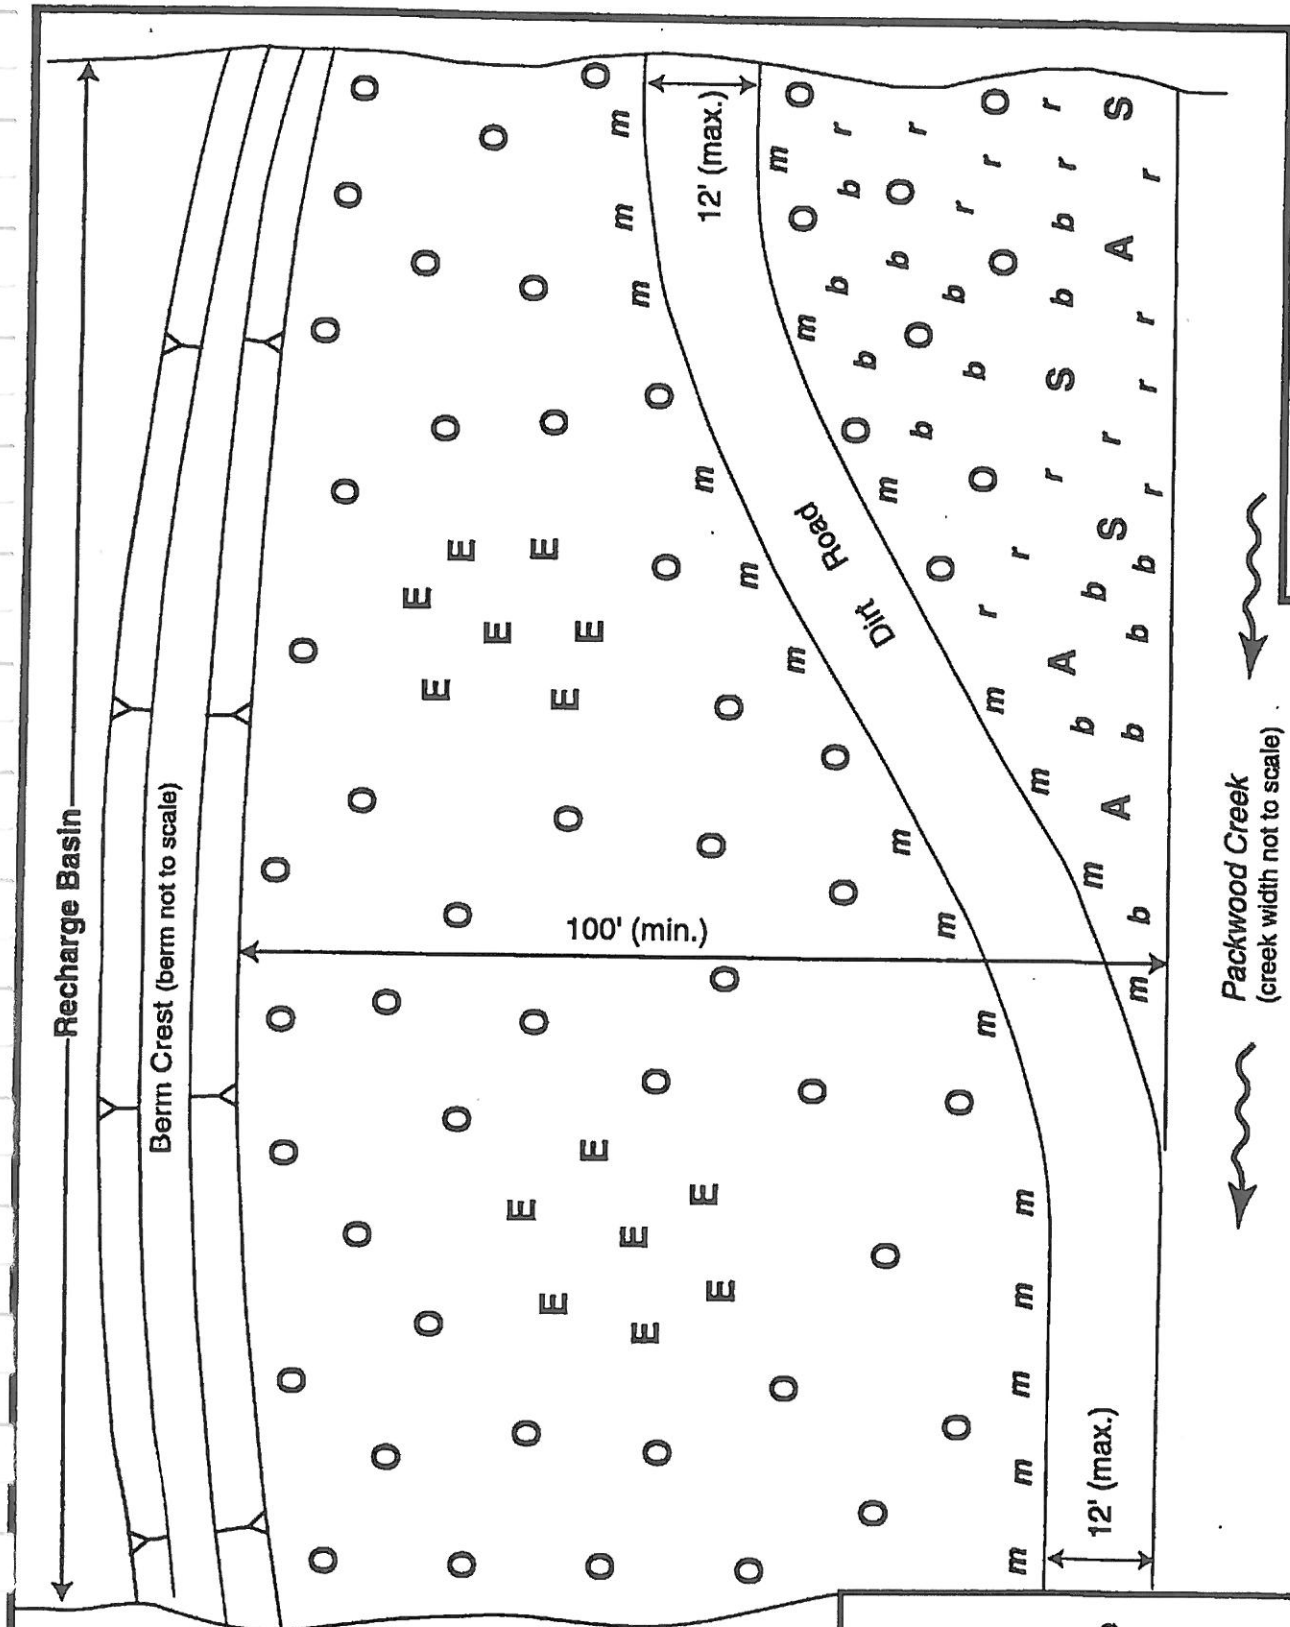 Recharge Basin
Berm Crest (berm not to scale)
100' (min.)
12' (max.)
Dirt Road
12' (max.)
Packwood Creek
(creek width not to scale)